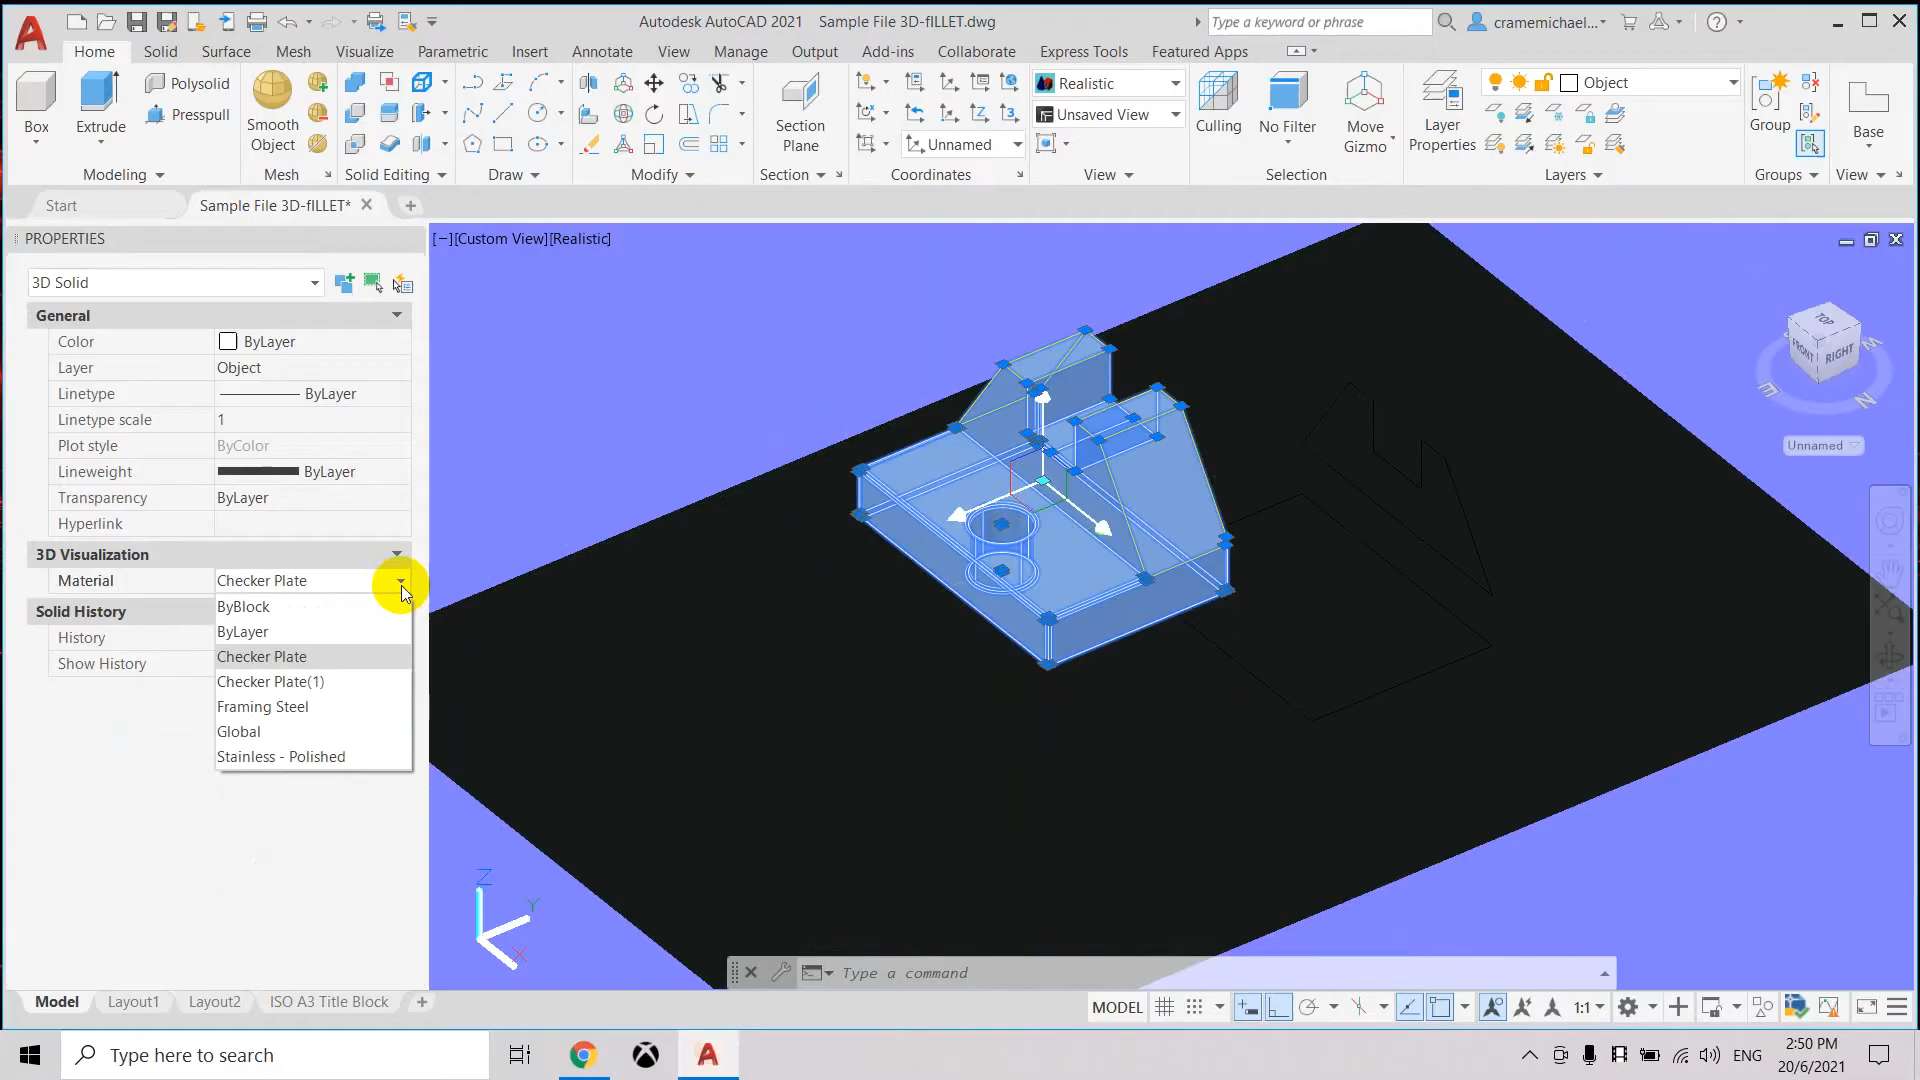 Autodesk AutoCAD 2021 Sample File 3D-fILLET.dwg
Type a keyword or phrase
cramemichael...
Home Solid Surface Mesh Visualize Parametric Insert Annotate View Manage Output Add-ins Collaborate Express Tools Featured Apps
Box
Extrude
Polysolid
Presspull
Smooth
Object
Section
Plane
Realistic
Unsaved View
Unnamed
Culling
No Filter
Move
Gizmo
Layer
Properties
Object
Group
Base
Modeling Mesh Solid Editing Draw Modify Section Coordinates View Selection Layers Groups View
Start
Sample File 3D-fILLET*
PROPERTIES
3D Solid
General
Color ByLayer
Layer Object
Linetype ByLayer
Linetype scale 1
Plot style ByColor
Lineweight ByLayer
Transparency ByLayer
Hyperlink
3D Visualization
Material Checker Plate
Solid History
History
Show History
ByBlock
ByLayer
Checker Plate
Checker Plate(1)
Framing Steel
Global
Stainless - Polished
[−][Custom View][Realistic]
TOP
FRONT
RIGHT
E
N
Unnamed
Z
Y
X
Type a command
Model Layout1 Layout2 ISO A3 Title Block
MODEL
1:1
Type here to search
ENG
2:50 PM
20/6/2021